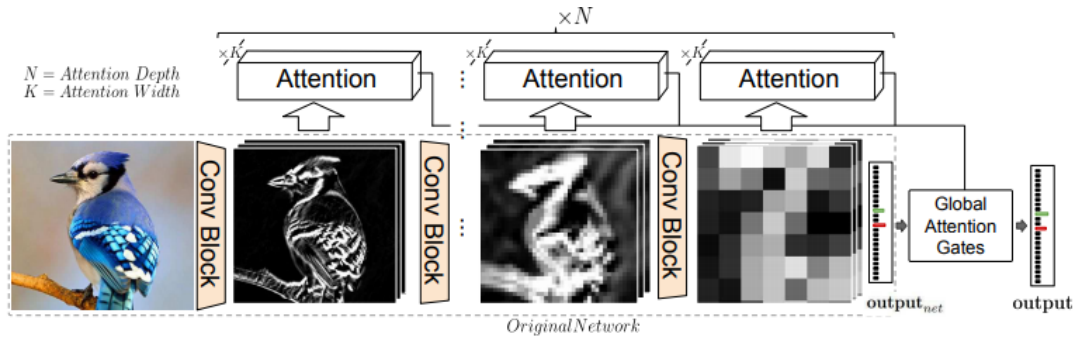 ×N
N = Attention Depth
K = Attention Width
×K
Attention
×K
Attention
×K
Attention
Conv Block
Conv Block
Conv Block
Global
Attention
Gates
output_net
output
OriginalNetwork